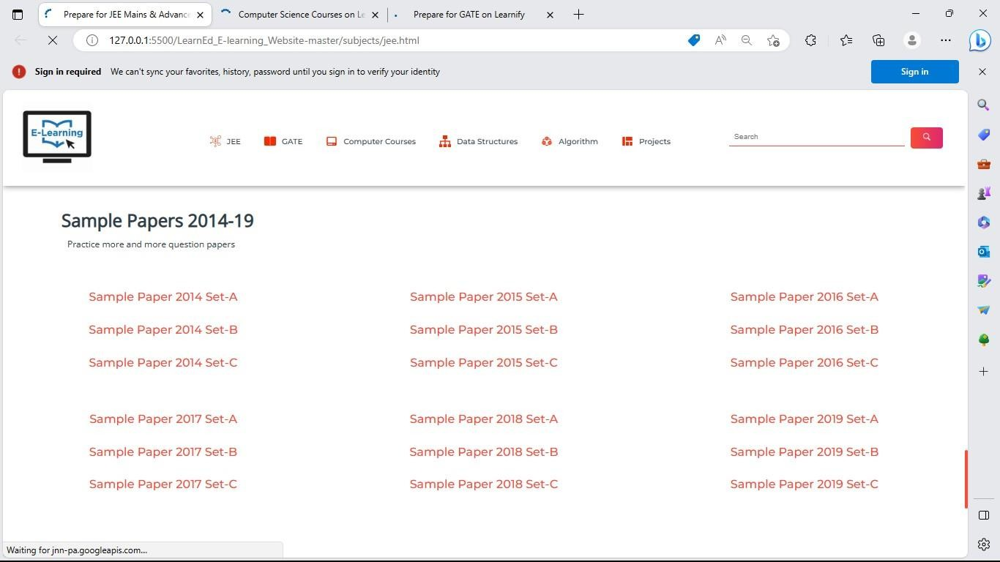 Prepare for JEE Mains & Advance
Computer Science Courses on Le
Prepare for GATE on Learnify
127.0.0.1:5500/LearnEd_E-learning_Website-master/subjects/jee.html
Sign in required We can't sync your favorites, history, password until you sign in to verify your identity
Sign in
E-Learning
JEE GATE Computer Courses Data Structures Algorithm Projects
Search
Sample Papers 2014-19
Practice more and more question papers
Sample Paper 2014 Set-A Sample Paper 2015 Set-A Sample Paper 2016 Set-A
Sample Paper 2014 Set-B Sample Paper 2015 Set-B Sample Paper 2016 Set-B
Sample Paper 2014 Set-C Sample Paper 2015 Set-C Sample Paper 2016 Set-C
Sample Paper 2017 Set-A Sample Paper 2018 Set-A Sample Paper 2019 Set-A
Sample Paper 2017 Set-B Sample Paper 2018 Set-B Sample Paper 2019 Set-B
Sample Paper 2017 Set-C Sample Paper 2018 Set-C Sample Paper 2019 Set-C
Waiting for jnn-pa.googleapis.com...